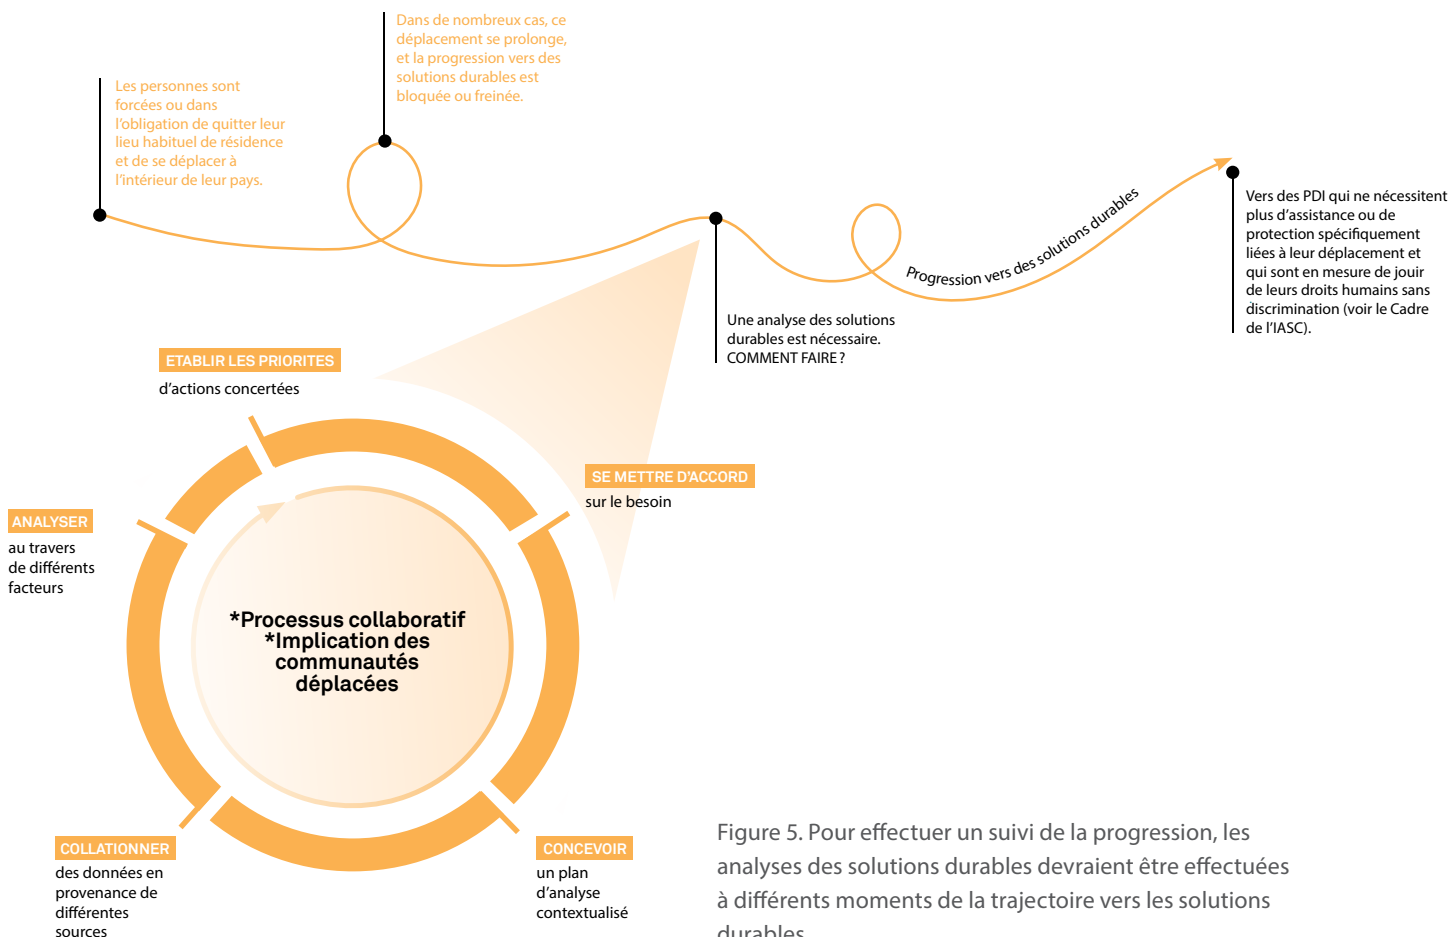 Dans de nombreux cas, ce
déplacement se prolonge,
et la progression vers des
solutions durables est
bloquée ou freinée.
Les personnes sont
forcées ou dans
l'obligation de quitter leur
lieu habituel de résidence
et de se déplacer à
l'intérieur de leur pays.
Progression vers des solutions durables
Vers des PDI qui ne nécessitent
plus d'assistance ou de
protection spécifiquement
liées à leur déplacement et
qui sont en mesure de jouir
de leurs droits humains sans
discrimination (voir le Cadre
de l'IASC).
Une analyse des solutions
durables est nécessaire.
COMMENT FAIRE ?
ETABLIR LES PRIORITES
d'actions concertées
SE METTRE D'ACCORD
sur le besoin
ANALYSER
au travers
de différents
facteurs
*Processus collaboratif
*Implication des
communautés
déplacées
COLLATIONNER
des données en
provenance de
différentes
sources
CONCEVOIR
un plan
d'analyse
contextualisé
Figure 5. Pour effectuer un suivi de la progression, les
analyses des solutions durables devraient être effectuées
à différents moments de la trajectoire vers les solutions
durables